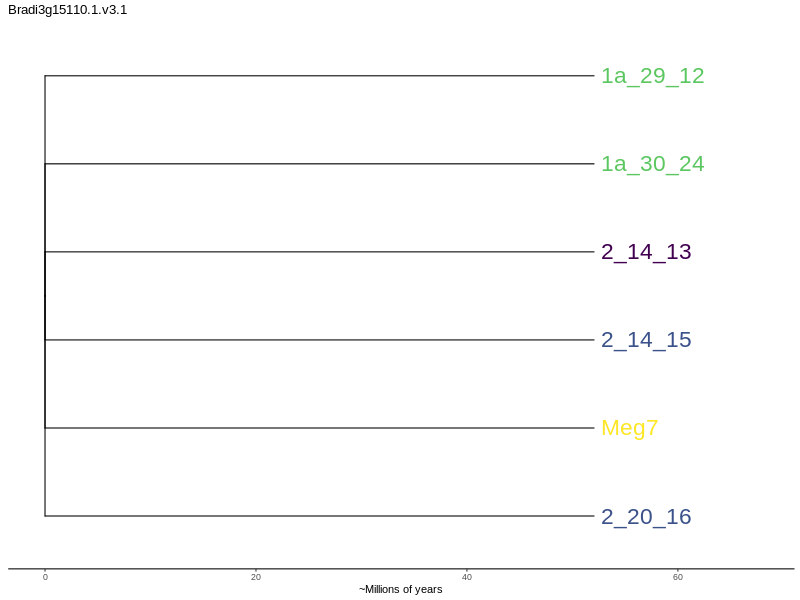 Bradi3g15110.1.v3.1
1a_29_12
1a_30_24
2_14_13
2_14_15
Meg7
2_20_16
0 20 40 60
~Millions of years